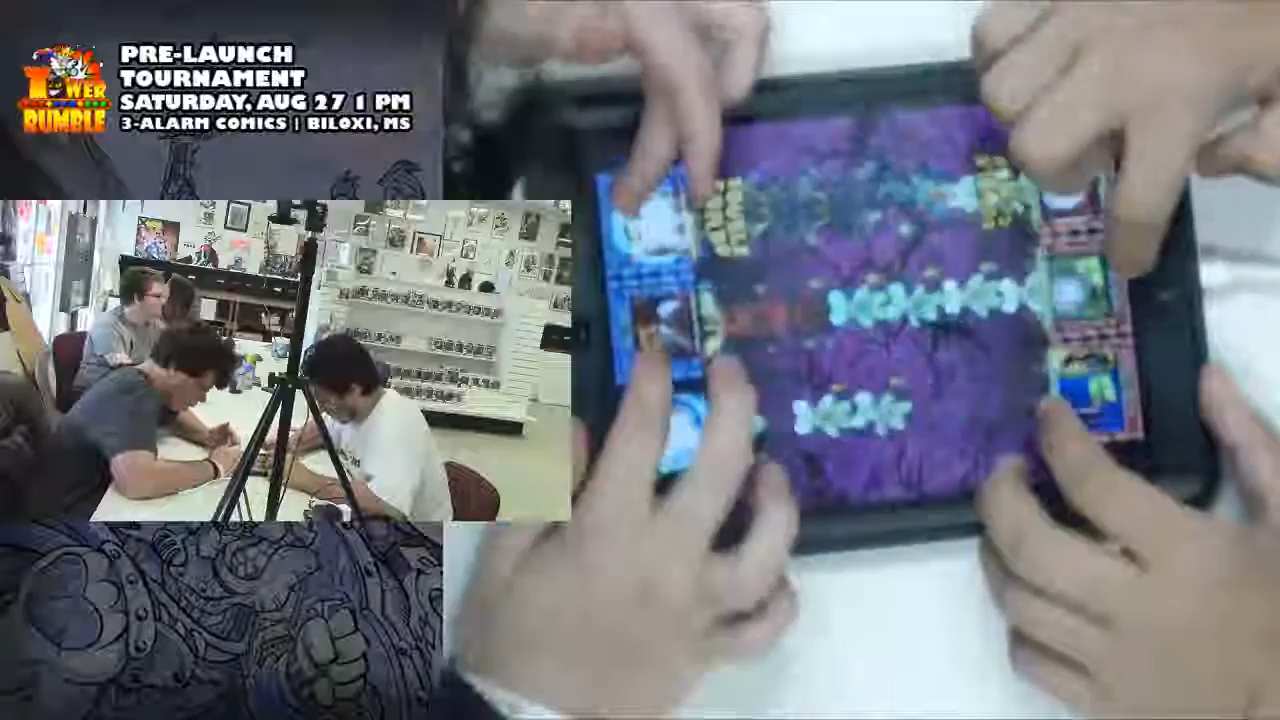 TOWER
RUMBLE
PRE-LAUNCH
TOURNAMENT
SATURDAY, AUG 27 1 PM
3-ALARM COMICS | BILOXI, MS